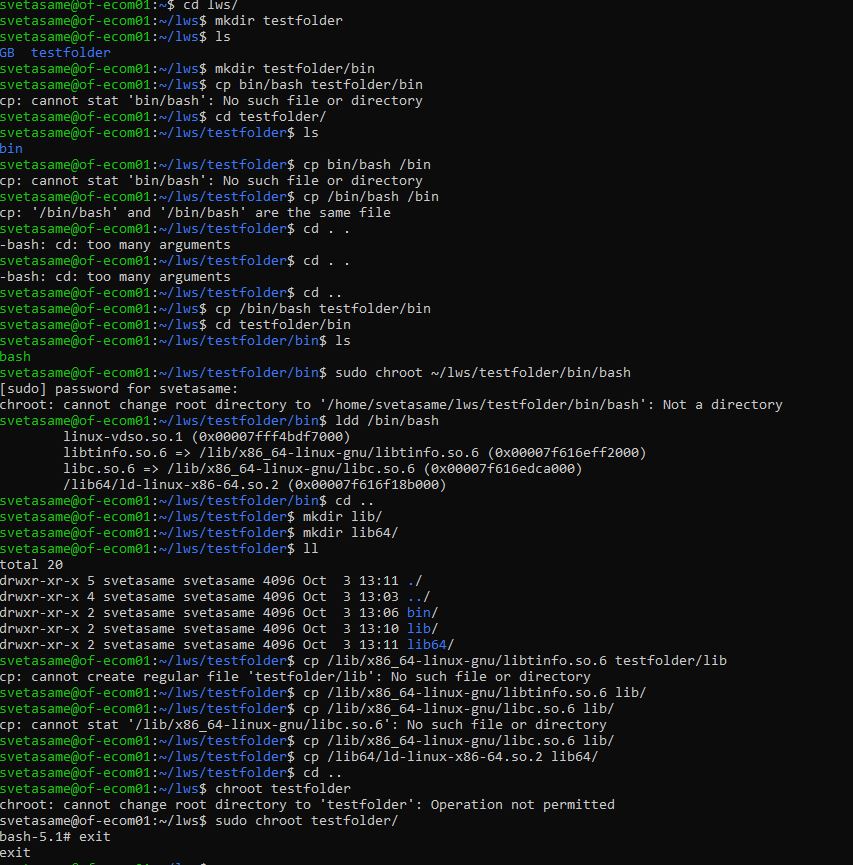 svetasame@of-ecom01:~$ cd lws/
svetasame@of-ecom01:~/lws$ mkdir testfolder
svetasame@of-ecom01:~/lws$ ls
GB  testfolder
svetasame@of-ecom01:~/lws$ mkdir testfolder/bin
svetasame@of-ecom01:~/lws$ cp bin/bash testfolder/bin
cp: cannot stat 'bin/bash': No such file or directory
svetasame@of-ecom01:~/lws$ cd testfolder/
svetasame@of-ecom01:~/lws/testfolder$ ls
bin
svetasame@of-ecom01:~/lws/testfolder$ cp bin/bash /bin
cp: cannot stat 'bin/bash': No such file or directory
svetasame@of-ecom01:~/lws/testfolder$ cp /bin/bash /bin
cp: '/bin/bash' and '/bin/bash' are the same file
svetasame@of-ecom01:~/lws/testfolder$ cd . .
-bash: cd: too many arguments
svetasame@of-ecom01:~/lws/testfolder$ cd . .
-bash: cd: too many arguments
svetasame@of-ecom01:~/lws/testfolder$ cd ..
svetasame@of-ecom01:~/lws$ cp /bin/bash testfolder/bin
svetasame@of-ecom01:~/lws$ cd testfolder/bin
svetasame@of-ecom01:~/lws/testfolder/bin$ ls
bash
svetasame@of-ecom01:~/lws/testfolder/bin$ sudo chroot ~/lws/testfolder/bin/bash
[sudo] password for svetasame:
chroot: cannot change root directory to '/home/svetasame/lws/testfolder/bin/bash': Not a directory
svetasame@of-ecom01:~/lws/testfolder/bin$ ldd /bin/bash
        linux-vdso.so.1 (0x00007fff4bdf7000)
        libtinfo.so.6 => /lib/x86_64-linux-gnu/libtinfo.so.6 (0x00007f616eff2000)
        libc.so.6 => /lib/x86_64-linux-gnu/libc.so.6 (0x00007f616edca000)
        /lib64/ld-linux-x86-64.so.2 (0x00007f616f18b000)
svetasame@of-ecom01:~/lws/testfolder/bin$ cd ..
svetasame@of-ecom01:~/lws/testfolder$ mkdir lib/
svetasame@of-ecom01:~/lws/testfolder$ mkdir lib64/
svetasame@of-ecom01:~/lws/testfolder$ ll
total 20
drwxr-xr-x 5 svetasame svetasame 4096 Oct  3 13:11 ./
drwxr-xr-x 4 svetasame svetasame 4096 Oct  3 13:03 ../
drwxr-xr-x 2 svetasame svetasame 4096 Oct  3 13:06 bin/
drwxr-xr-x 2 svetasame svetasame 4096 Oct  3 13:10 lib/
drwxr-xr-x 2 svetasame svetasame 4096 Oct  3 13:11 lib64/
svetasame@of-ecom01:~/lws/testfolder$ cp /lib/x86_64-linux-gnu/libtinfo.so.6 testfolder/lib
cp: cannot create regular file 'testfolder/lib': No such file or directory
svetasame@of-ecom01:~/lws/testfolder$ cp /lib/x86_64-linux-gnu/libtinfo.so.6 lib/
svetasame@of-ecom01:~/lws/testfolder$ cp /lib/x86_64-linux-gnu/libc.so.6 lib/
cp: cannot stat '/lib/x86_64-linux-gnu/libc.so.6': No such file or directory
svetasame@of-ecom01:~/lws/testfolder$ cp /lib/x86_64-linux-gnu/libc.so.6 lib/
svetasame@of-ecom01:~/lws/testfolder$ cp /lib64/ld-linux-x86-64.so.2 lib64/
svetasame@of-ecom01:~/lws/testfolder$ cd ..
svetasame@of-ecom01:~/lws$ chroot testfolder
chroot: cannot change root directory to 'testfolder': Operation not permitted
svetasame@of-ecom01:~/lws$ sudo chroot testfolder/
bash-5.1# exit
exit